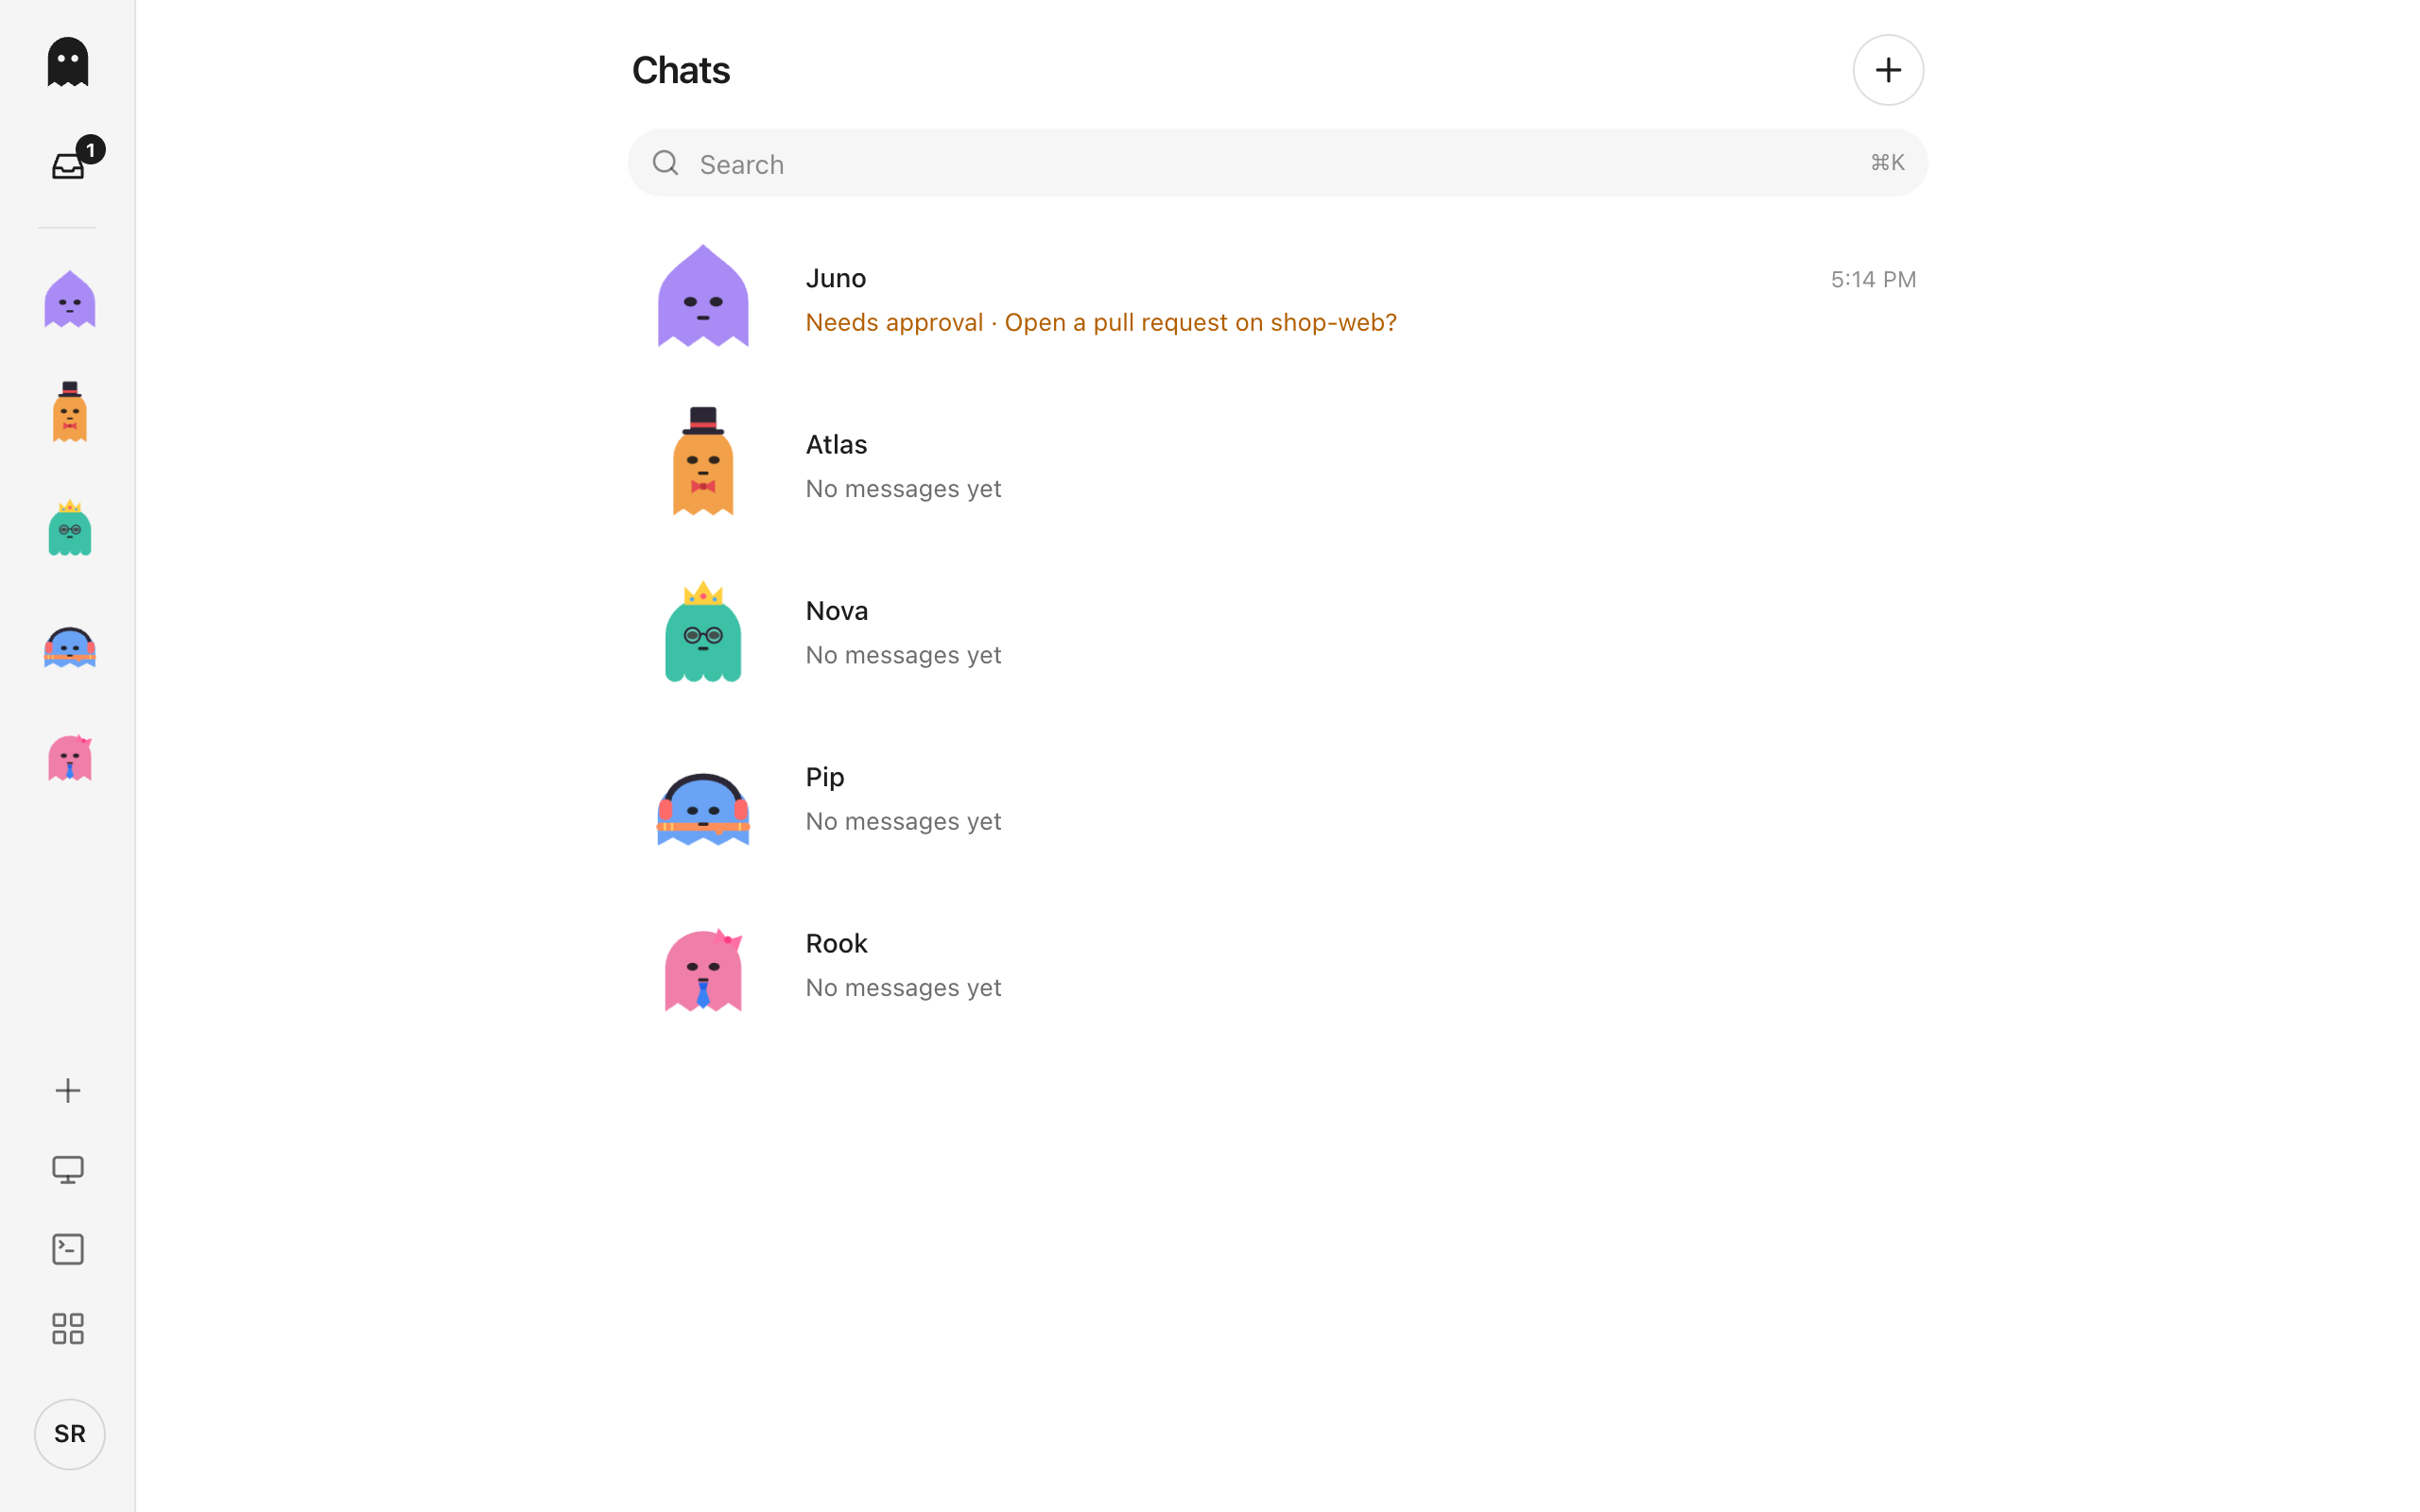 Chats
1
Search
⌘K
Juno
5:14 PM
Needs approval · Open a pull request on shop-web?
Atlas
No messages yet
Nova
No messages yet
Pip
No messages yet
Rook
No messages yet
SR